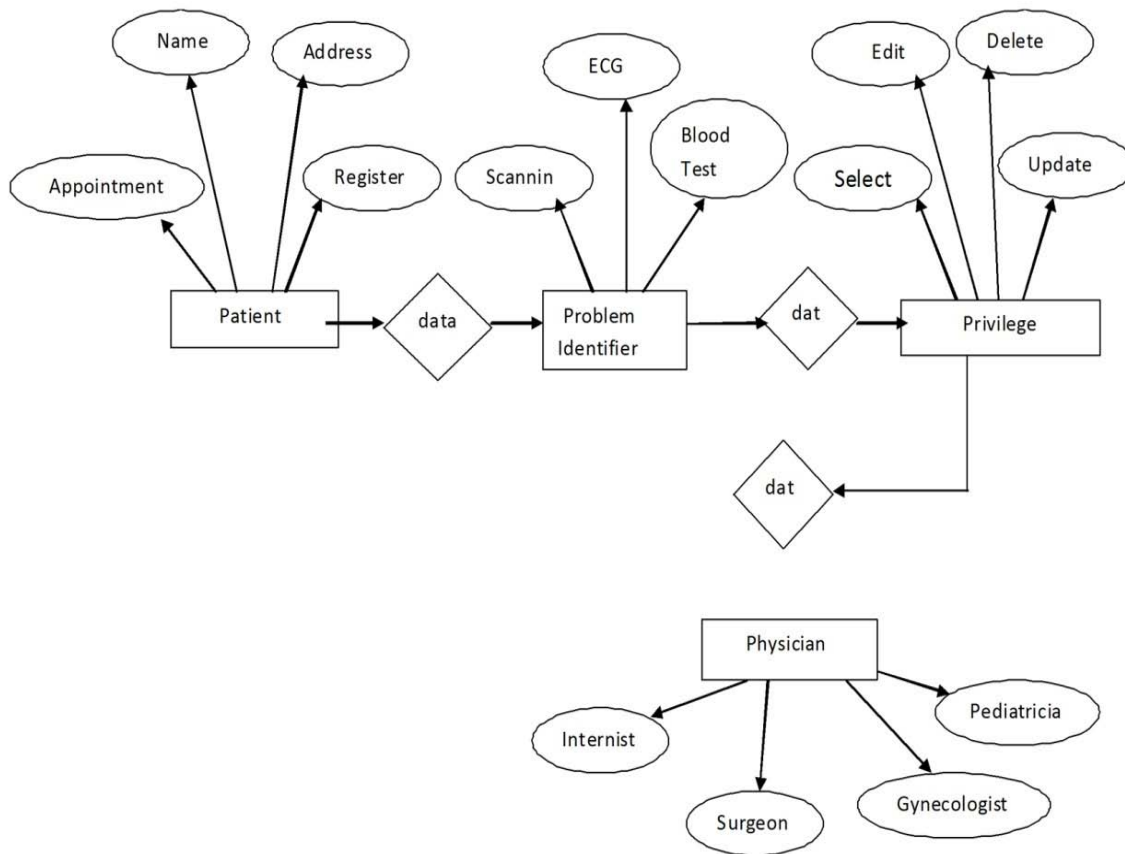 Name
Address
ECG
Edit
Delete
Appointment
Register
Scannin
Blood
Test
Select
Update
Patient
data
Problem
Identifier
dat
Privilege
dat
Physician
Internist
Pediatricia
Surgeon
Gynecologist